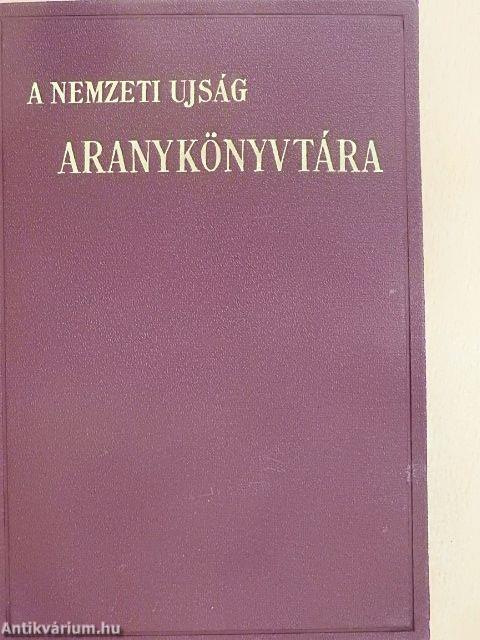 A NEMZETI UJSÁG
ARANYKÖNYVTÁRA
Antikvárium.hu